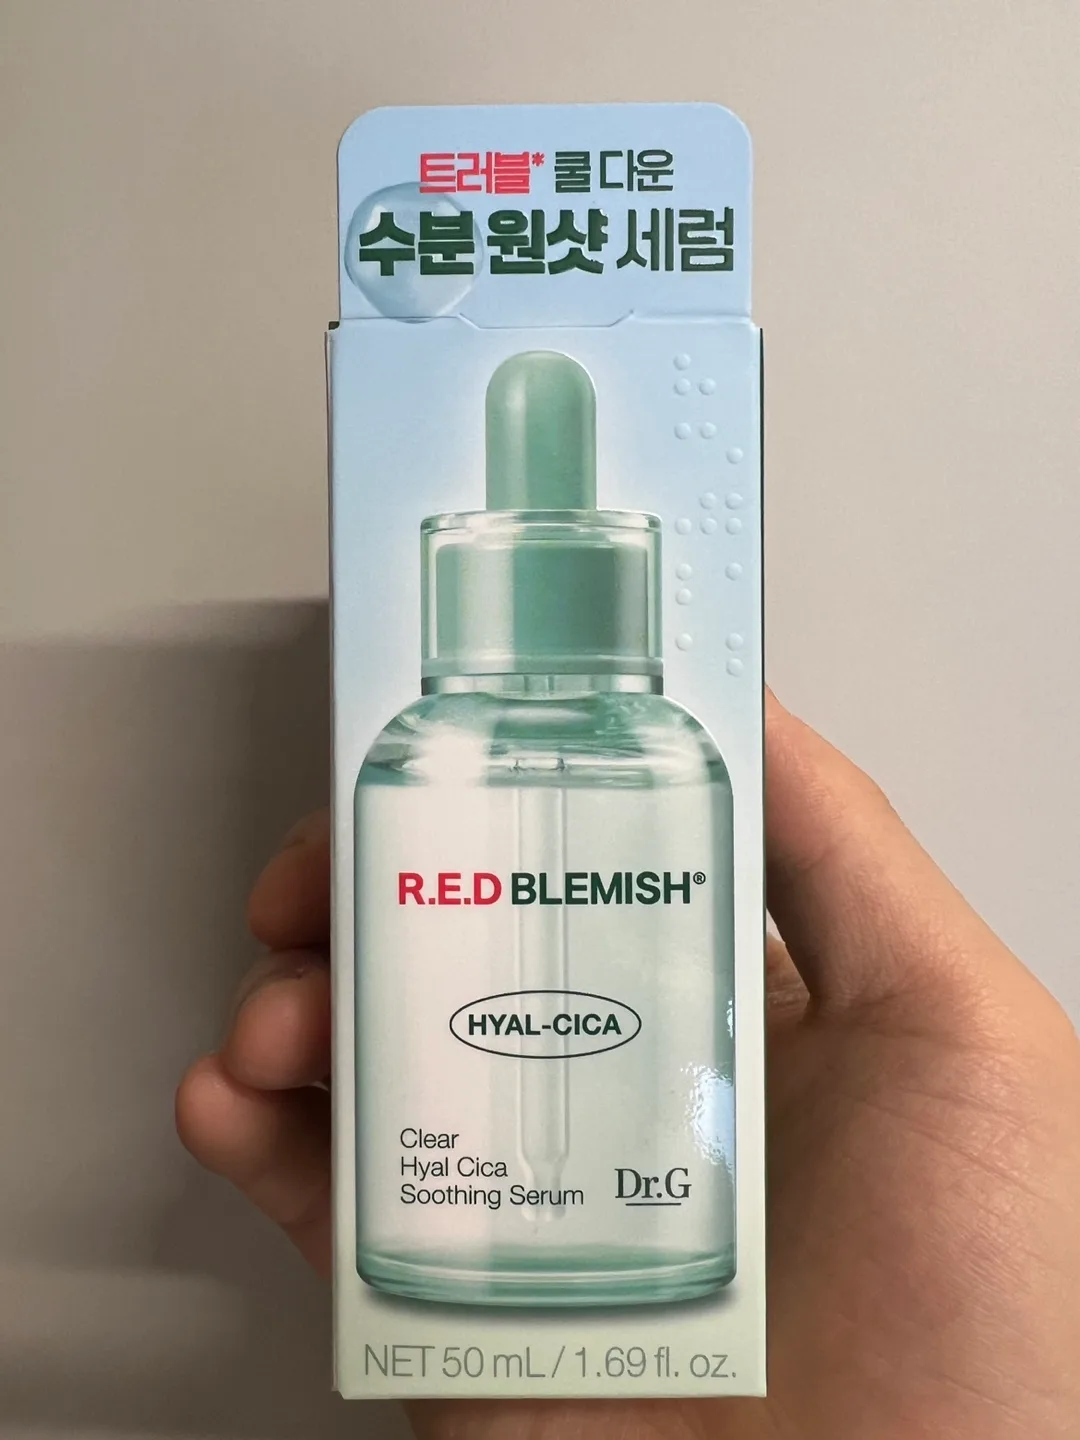 트러블* 쿨 다운
수분 원샷 세럼
R.E.D BLEMISH®
HYAL-CICA
Clear
Hyal Cica
Soothing Serum
Dr.G
NET 50 mL / 1.69 fl. oz.